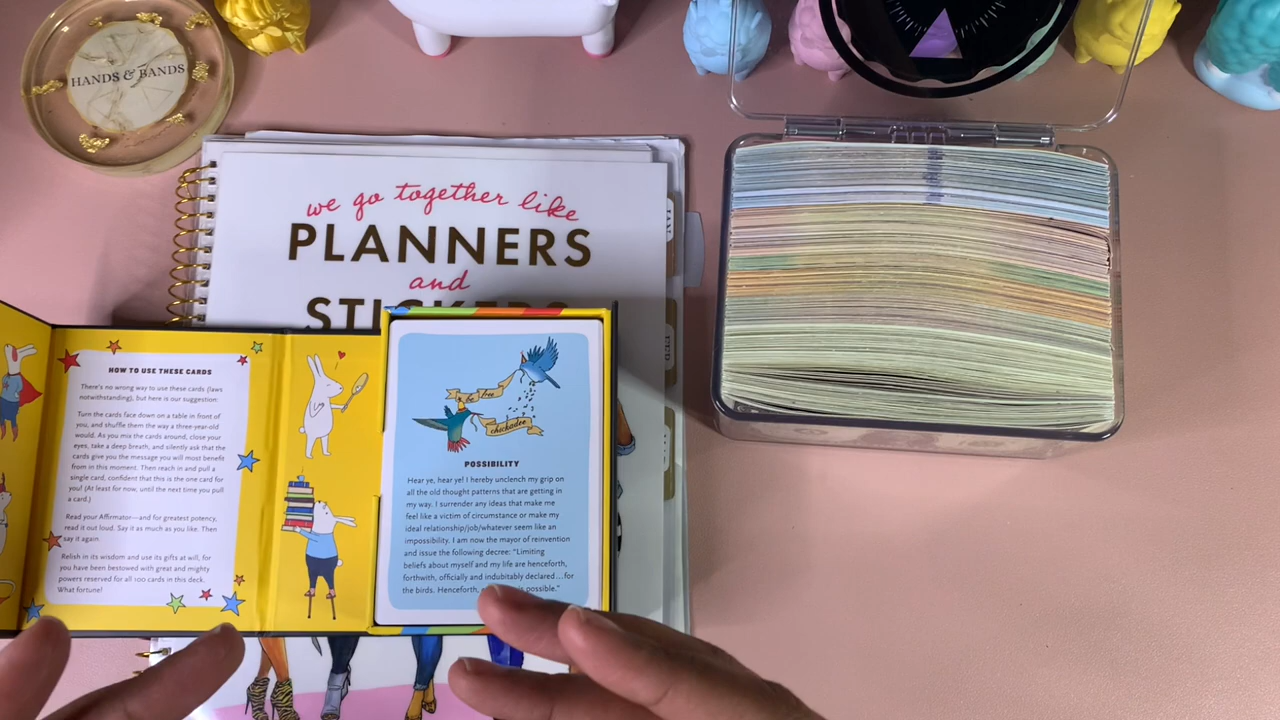 HANDS & BANDS
we go together like
PLANNERS
and
STICKERS
HOW TO USE THESE CARDS
There's no wrong way to use these cards (laws
notwithstanding), but here is our suggestion:
Turn the cards face down on a table in front of
you, and shuffle them the way a three-year-old
would. As you mix the cards around, close your
eyes, take a deep breath, and silently ask that the
cards give you the message you will most benefit
from in this moment. Then reach in and pull a
single card, confident that this is the one card for
you! (At least for now, until the next time you pull
a card.)
Read your Affirmator—and for greatest potency,
read it out loud. Say it as much as you like. Then
say it again.
Relish in its wisdom and use its gifts at will, for
you have been bestowed with great and mighty
powers reserved for all 100 cards in this deck.
What fortune!
be free
chickadee
POSSIBILITY
Hear ye, hear ye! I hereby unclench my grip on
all the old thought patterns that are getting in
my way. I surrender any ideas that make me
feel like a victim of circumstance or make my
ideal relationship/job/whatever seem like an
impossibility. I am now the mayor of reinvention
and issue the following decree: “Limiting
beliefs about myself and my life are henceforth,
forthwith, officially and indubitably declared...for
the birds. Henceforth, is possible.”